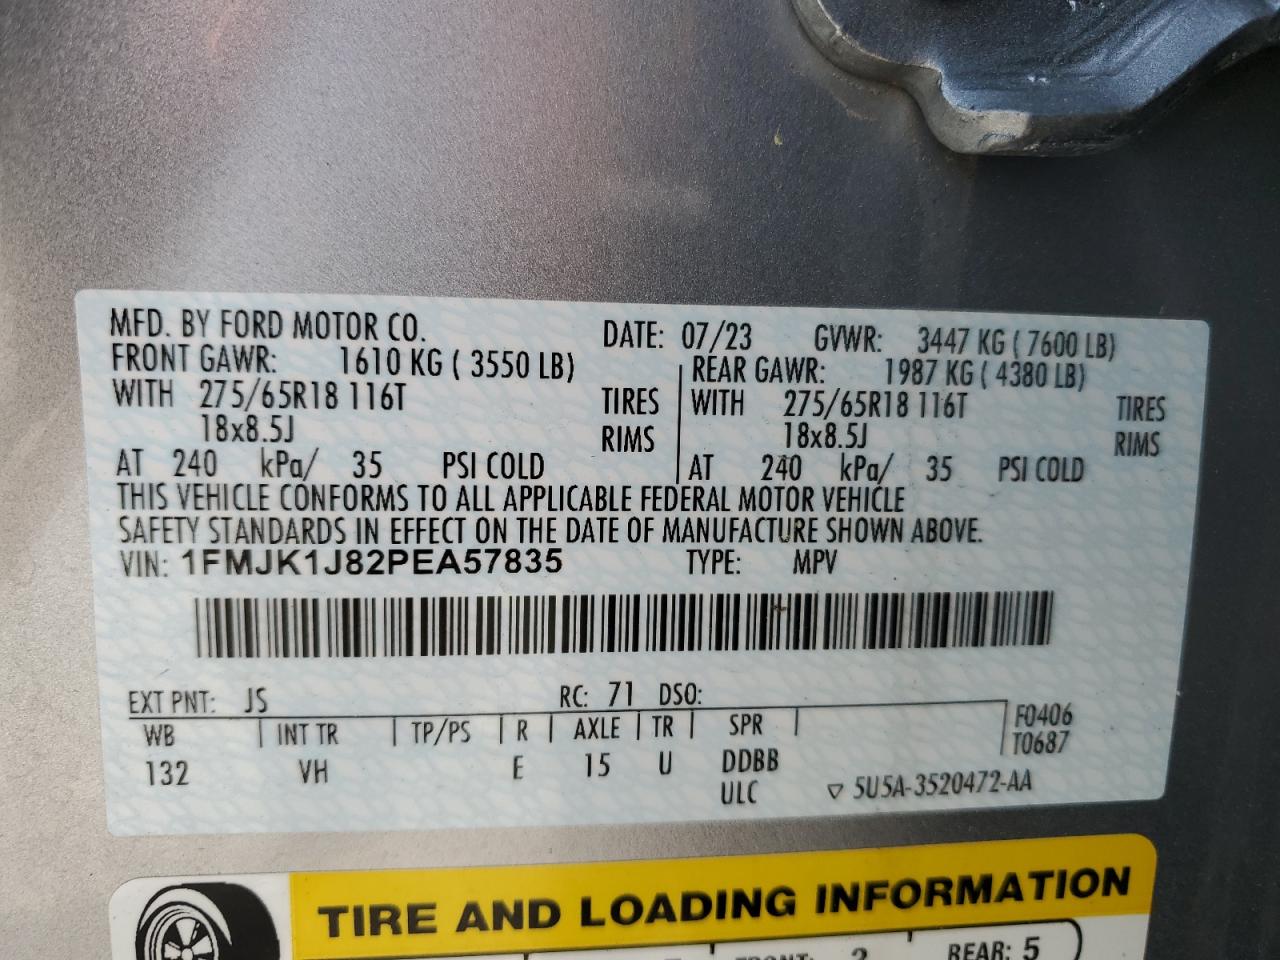 MFD. BY FORD MOTOR CO. DATE: 07/23 GVWR: 3447 KG ( 7600 LB)
FRONT GAWR: 1610 KG ( 3550 LB) REAR GAWR: 1987 KG ( 4380 LB)
WITH 275/65R18 116T TIRES WITH 275/65R18 116T TIRES
18x8.5J RIMS 18x8.5J RIMS
AT 240 kPa/ 35 PSI COLD AT 240 kPa/ 35 PSI COLD
THIS VEHICLE CONFORMS TO ALL APPLICABLE FEDERAL MOTOR VEHICLE
SAFETY STANDARDS IN EFFECT ON THE DATE OF MANUFACTURE SHOWN ABOVE.
VIN: 1FMJK1J82PEA57835 TYPE: MPV
EXT PNT: JS RC: 71 DSO:
WB INT TR TP/PS R AXLE TR SPR F0406
T0687
132 VH E 15 U DDBB
ULC ▽ 5U5A-3520472-AA
TIRE AND LOADING INFORMATION
FRONT: 2 REAR: 5